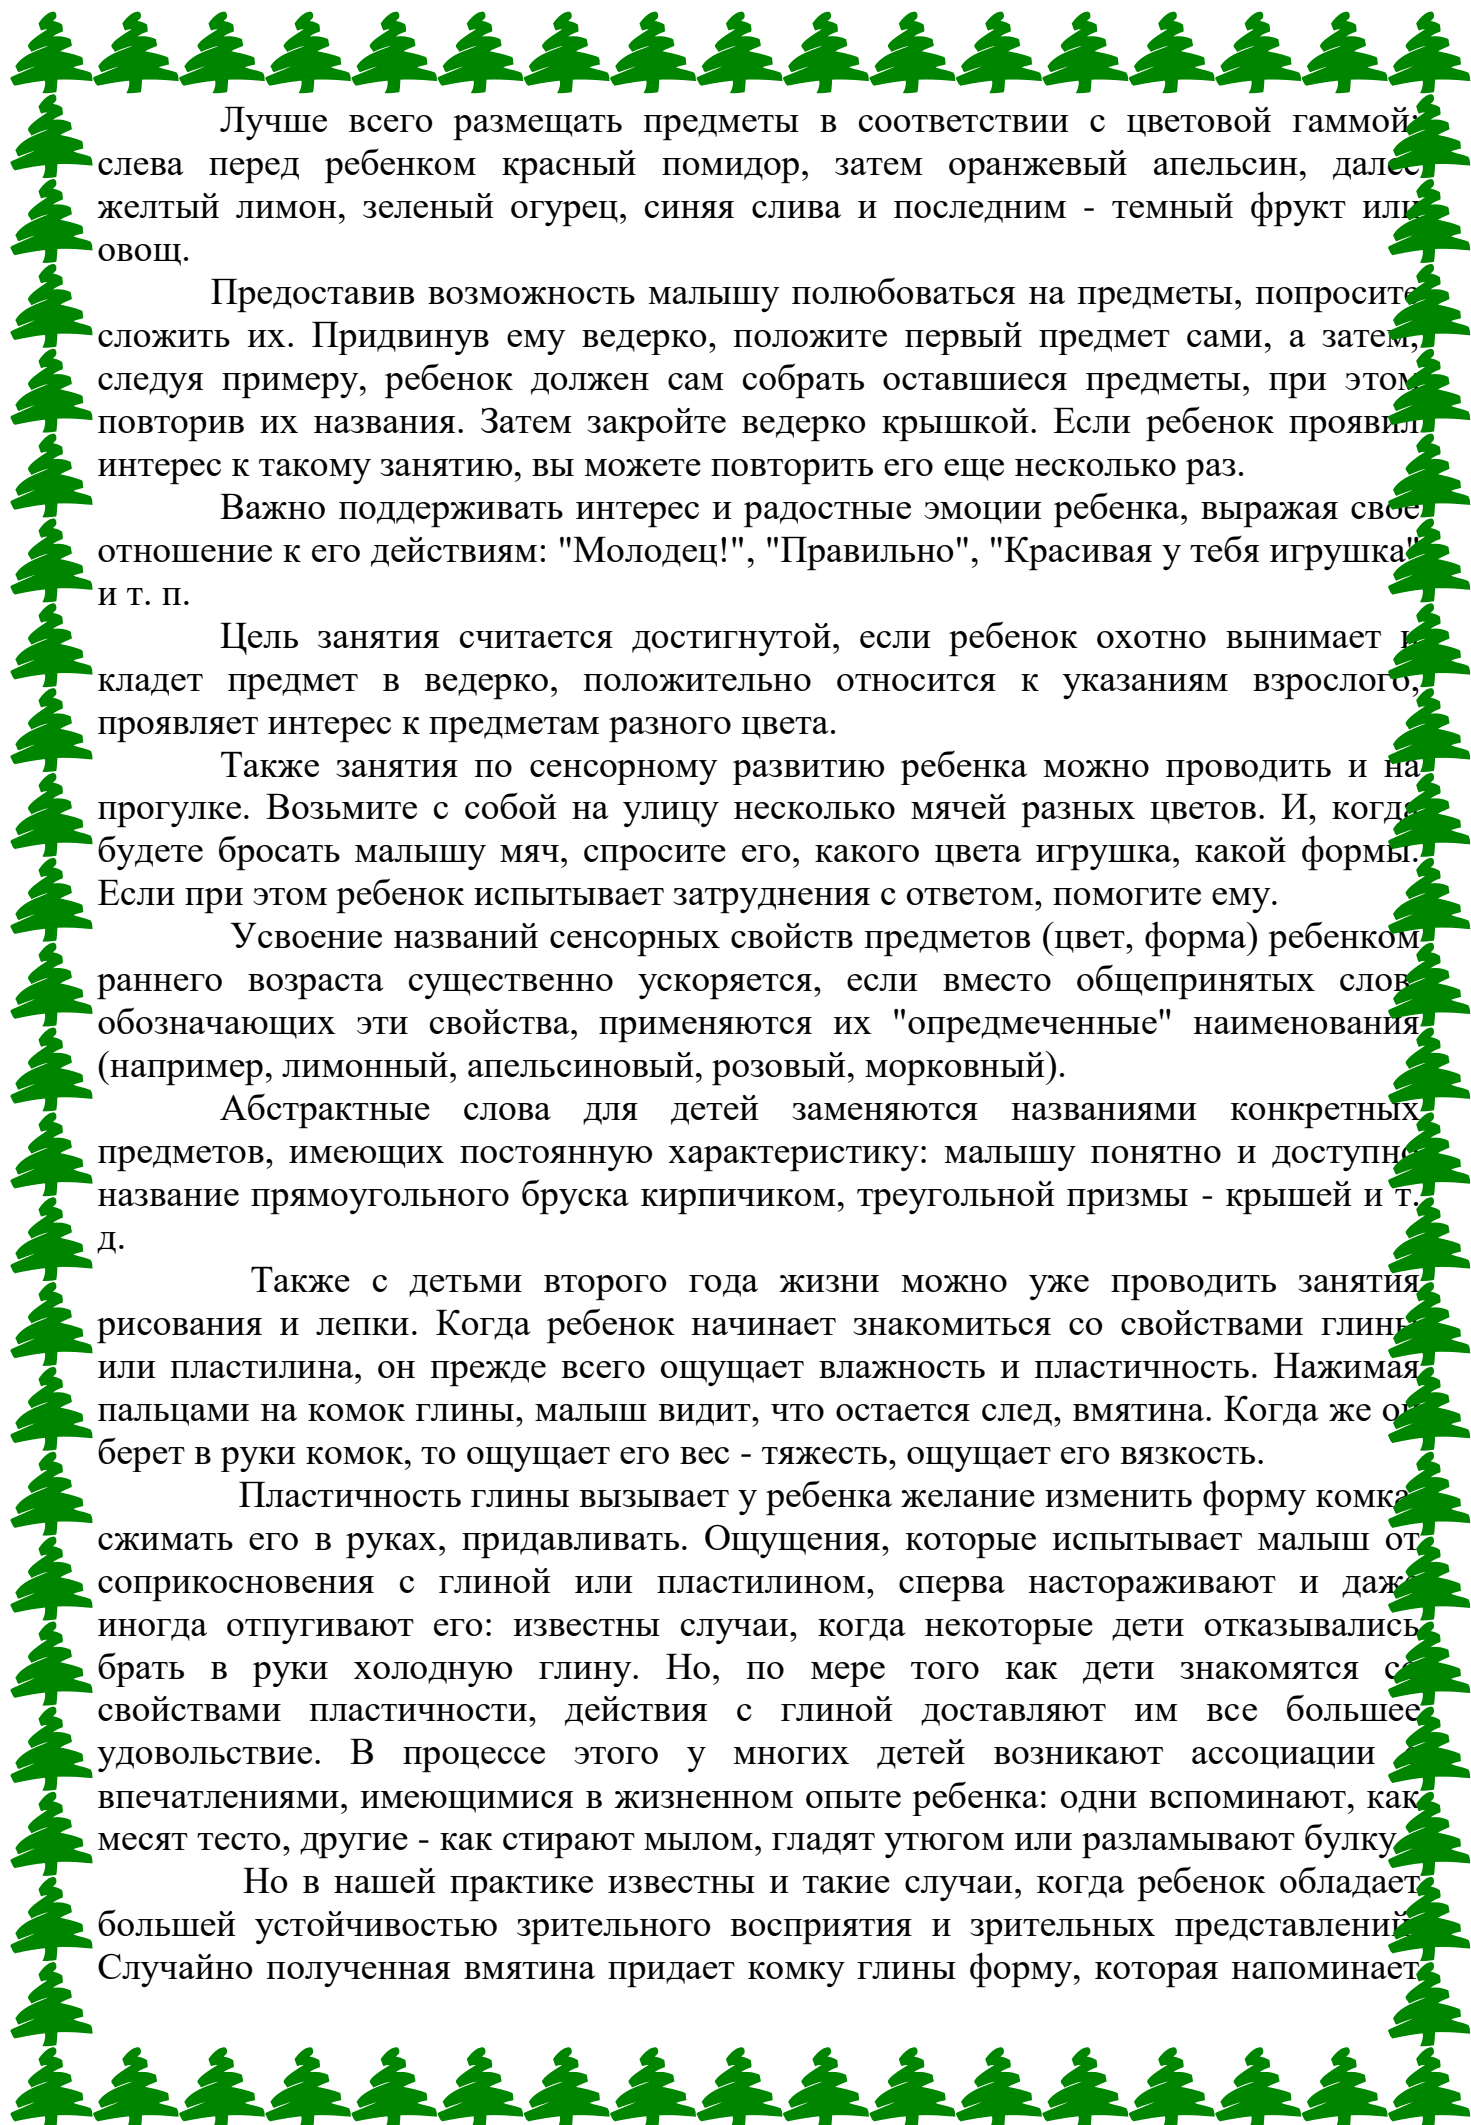 Лучше всего размещать предметы в соответствии с цветовой гаммой:
слева перед ребенком красный помидор, затем оранжевый апельсин, далее
желтый лимон, зеленый огурец, синяя слива и последним - темный фрукт или
овощ.
Предоставив возможность малышу полюбоваться на предметы, попросите
сложить их. Придвинув ему ведерко, положите первый предмет сами, а затем,
следуя примеру, ребенок должен сам собрать оставшиеся предметы, при этом
повторив их названия. Затем закройте ведерко крышкой. Если ребенок проявил
интерес к такому занятию, вы можете повторить его еще несколько раз.
Важно поддерживать интерес и радостные эмоции ребенка, выражая свое
отношение к его действиям: "Молодец!", "Правильно", "Красивая у тебя игрушка"
и т. п.
Цель занятия считается достигнутой, если ребенок охотно вынимает и
кладет предмет в ведерко, положительно относится к указаниям взрослого,
проявляет интерес к предметам разного цвета.
Также занятия по сенсорному развитию ребенка можно проводить и на
прогулке. Возьмите с собой на улицу несколько мячей разных цветов. И, когда
будете бросать малышу мяч, спросите его, какого цвета игрушка, какой формы.
Если при этом ребенок испытывает затруднения с ответом, помогите ему.
Усвоение названий сенсорных свойств предметов (цвет, форма) ребенком
раннего возраста существенно ускоряется, если вместо общепринятых слов,
обозначающих эти свойства, применяются их "опредмеченные" наименования
(например, лимонный, апельсиновый, розовый, морковный).
Абстрактные слова для детей заменяются названиями конкретных
предметов, имеющих постоянную характеристику: малышу понятно и доступно
название прямоугольного бруска кирпичиком, треугольной призмы - крышей и т.
д.
Также с детьми второго года жизни можно уже проводить занятия
рисования и лепки. Когда ребенок начинает знакомиться со свойствами глины
или пластилина, он прежде всего ощущает влажность и пластичность. Нажимая
пальцами на комок глины, малыш видит, что остается след, вмятина. Когда же он
берет в руки комок, то ощущает его вес - тяжесть, ощущает его вязкость.
Пластичность глины вызывает у ребенка желание изменить форму комка,
сжимать его в руках, придавливать. Ощущения, которые испытывает малыш от
соприкосновения с глиной или пластилином, сперва настораживают и даже
иногда отпугивают его: известны случаи, когда некоторые дети отказывались
брать в руки холодную глину. Но, по мере того как дети знакомятся со
свойствами пластичности, действия с глиной доставляют им все большее
удовольствие. В процессе этого у многих детей возникают ассоциации
впечатлениями, имеющимися в жизненном опыте ребенка: одни вспоминают, как
месят тесто, другие - как стирают мылом, гладят утюгом или разламывают булку.
Но в нашей практике известны и такие случаи, когда ребенок обладает
большей устойчивостью зрительного восприятия и зрительных представлений.
Случайно полученная вмятина придает комку глины форму, которая напоминает